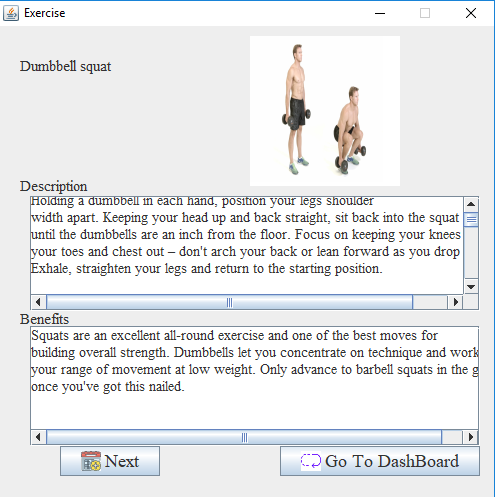 Exercise
Dumbbell squat
Description
Holding a dumbbell in each hand, position your legs shoulder
width apart. Keeping your head up and back straight, sit back into the squat
until the dumbbells are an inch from the floor. Focus on keeping your knees
your toes and chest out – don't arch your back or lean forward as you drop
Exhale, straighten your legs and return to the starting position.
Benefits
Squats are an excellent all-round exercise and one of the best moves for
building overall strength. Dumbbells let you concentrate on technique and work
your range of movement at low weight. Only advance to barbell squats in the g
once you've got this nailed.
Next
Go To DashBoard